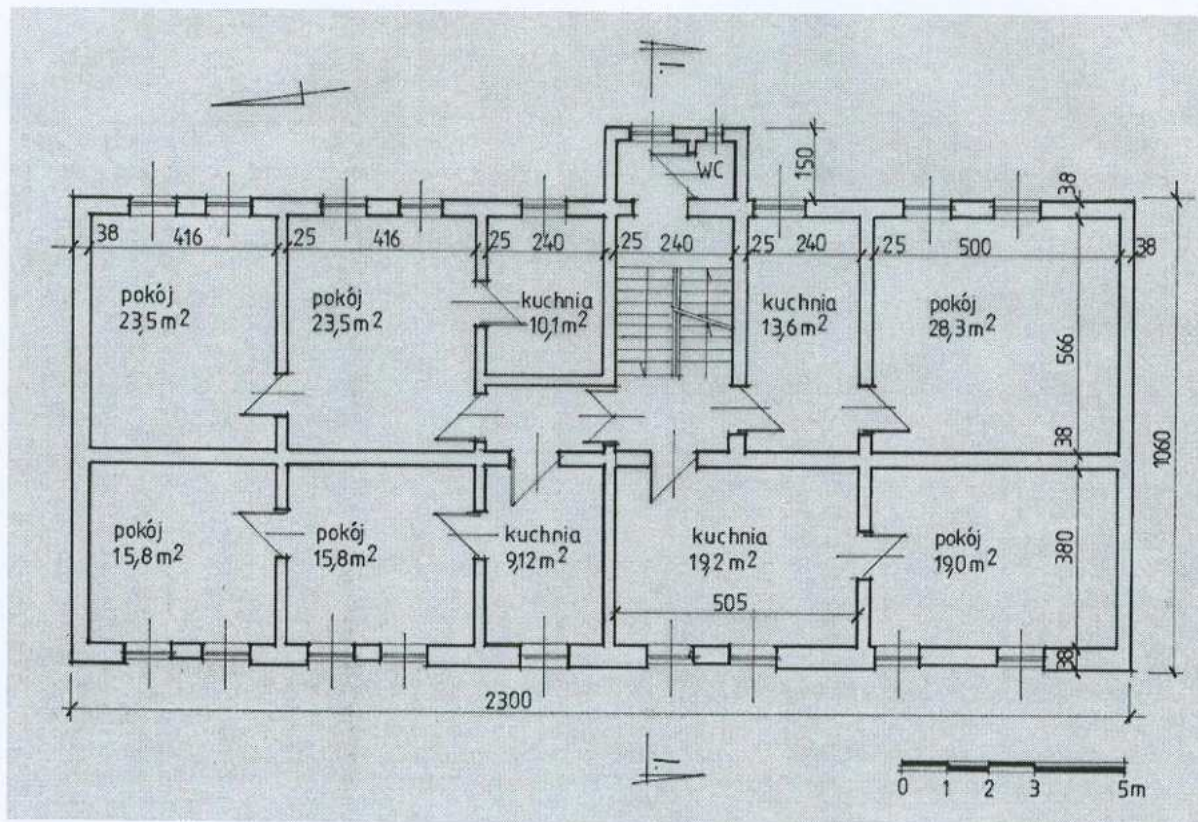 I
WC
150
38
38
416
25
416
25
240
25
240
25
240
25
500
38
pokój
23,5 m²
pokój
23,5 m²
kuchnia
10,1 m²
kuchnia
13,6 m²
pokój
28,3 m²
566
38
1060
pokój
15,8 m²
pokój
15,8 m²
kuchnia
9,12 m²
kuchnia
19,2 m²
pokój
19,0 m²
380
505
38
2300
I
0 1 2 3 5m